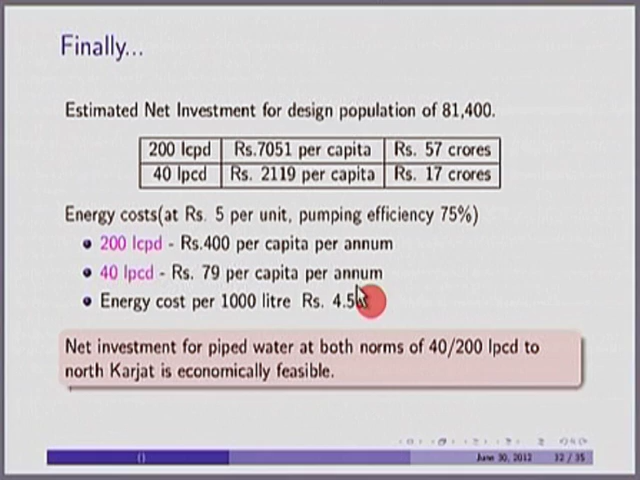 Finally...
Estimated Net Investment for design population of 81,400.
200 lcpd Rs.7051 per capita Rs. 57 crores
40 lpcd Rs. 2119 per capita Rs. 17 crores
Energy costs(at Rs. 5 per unit, pumping efficiency 75%)
200 lcpd - Rs.400 per capita per annum
40 lpcd - Rs. 79 per capita per annum
Energy cost per 1000 litre Rs. 4.5
Net investment for piped water at both norms of 40/200 lpcd to
north Karjat is economically feasible.
() June 30, 2012 32 / 35